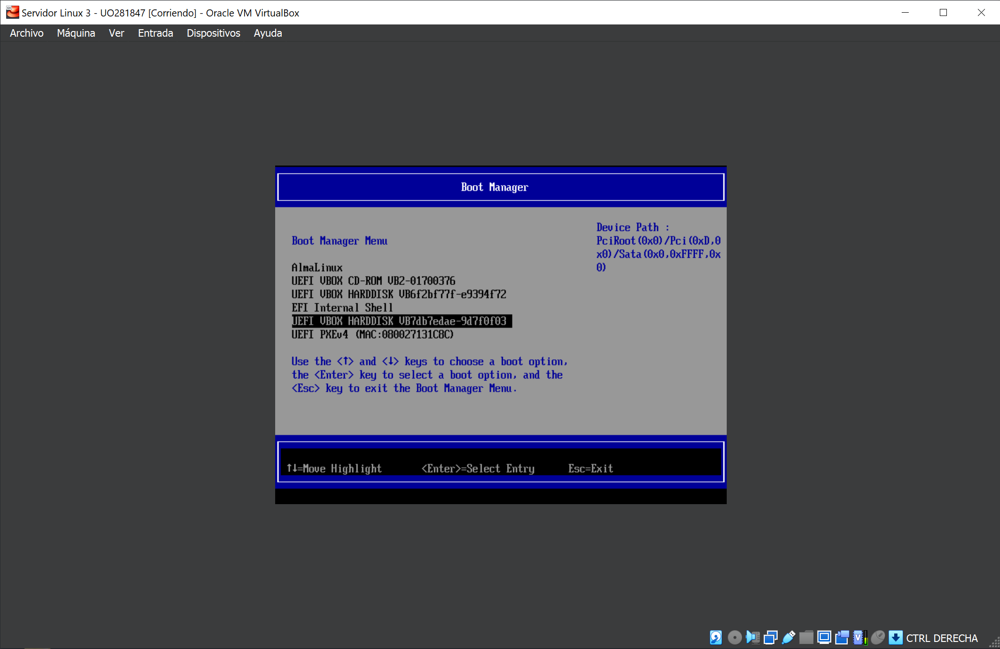 Servidor Linux 3 - UO281847 [Corriendo] - Oracle VM VirtualBox
Archivo Máquina Ver Entrada Dispositivos Ayuda
Boot Manager
Boot Manager Menu
AlmaLinux
UEFI VBOX CD-ROM VB2-01700376
UEFI VBOX HARDDISK VB6f2bf77f-e9394f72
EFI Internal Shell
UEFI VBOX HARDDISK VB7db7edae-9d7f0f03
UEFI PXEv4 (MAC:080027131C8C)
Use the <↑> and <↓> keys to choose a boot option,
the <Enter> key to select a boot option, and the
<Esc> key to exit the Boot Manager Menu.
Device Path :
PciRoot(0x0)/Pci(0xD,0
x0)/Sata(0x0,0xFFFF,0x
0)
↑↓=Move Highlight <Enter>=Select Entry Esc=Exit
CTRL DERECHA